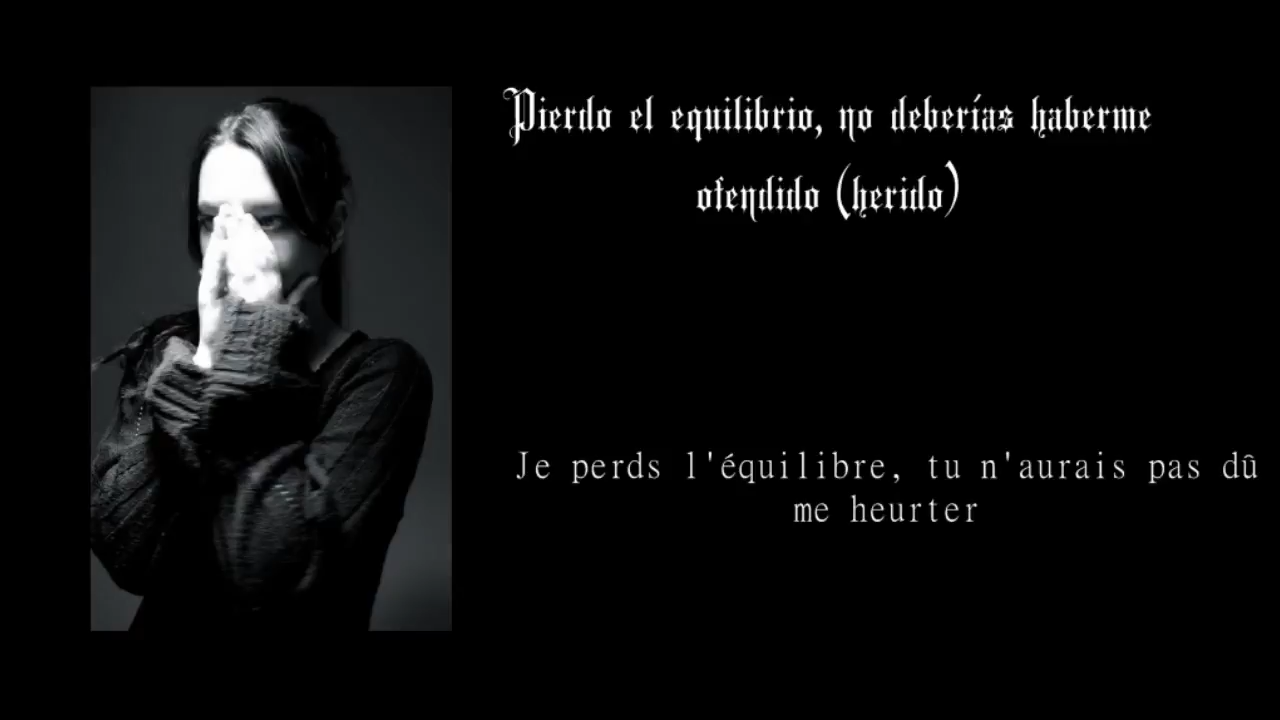 Pierdo el equilibrio, no deberías haberme
ofendido (herido)
Je perds l'équilibre, tu n'aurais pas dû
me heurter